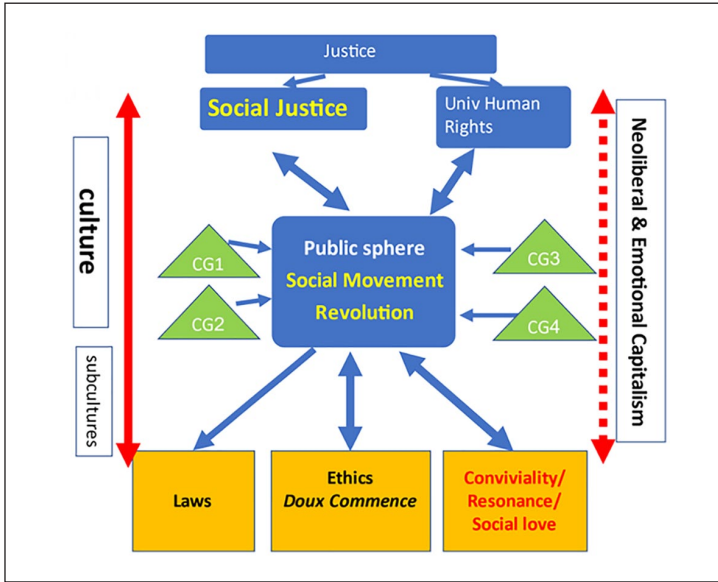 Justice
Social Justice
Univ Human
Rights
culture
subcultures
Neoliberal & Emotional Capitalism
CG1
CG2
Public sphere
Social Movement
Revolution
CG3
CG4
Laws
Ethics
Doux Commence
Conviviality/
Resonance/
Social love